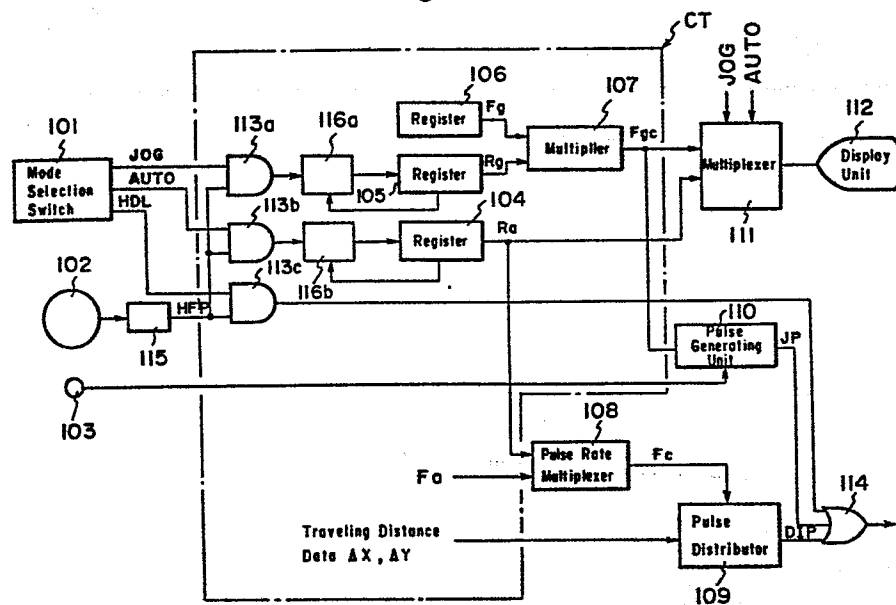 CT
JOG
AUTO
106
Register
Fg
107
Multiplier
Fgc
112
Display
Unit
Multiplexer
111
101
Mode
Selection
Switch
JOG
AUTO
HDL
113a
116a
105
Register
Rg
113b
104
Register
Ra
116b
113c
102
115
HFP
110
Pulse
Generating
Unit
JP
103
108
Pulse Rate
Multiplexer
Fa
Fc
114
Traveling Distance
Data ΔX, ΔY
Pulse
Distributor
DIP
109